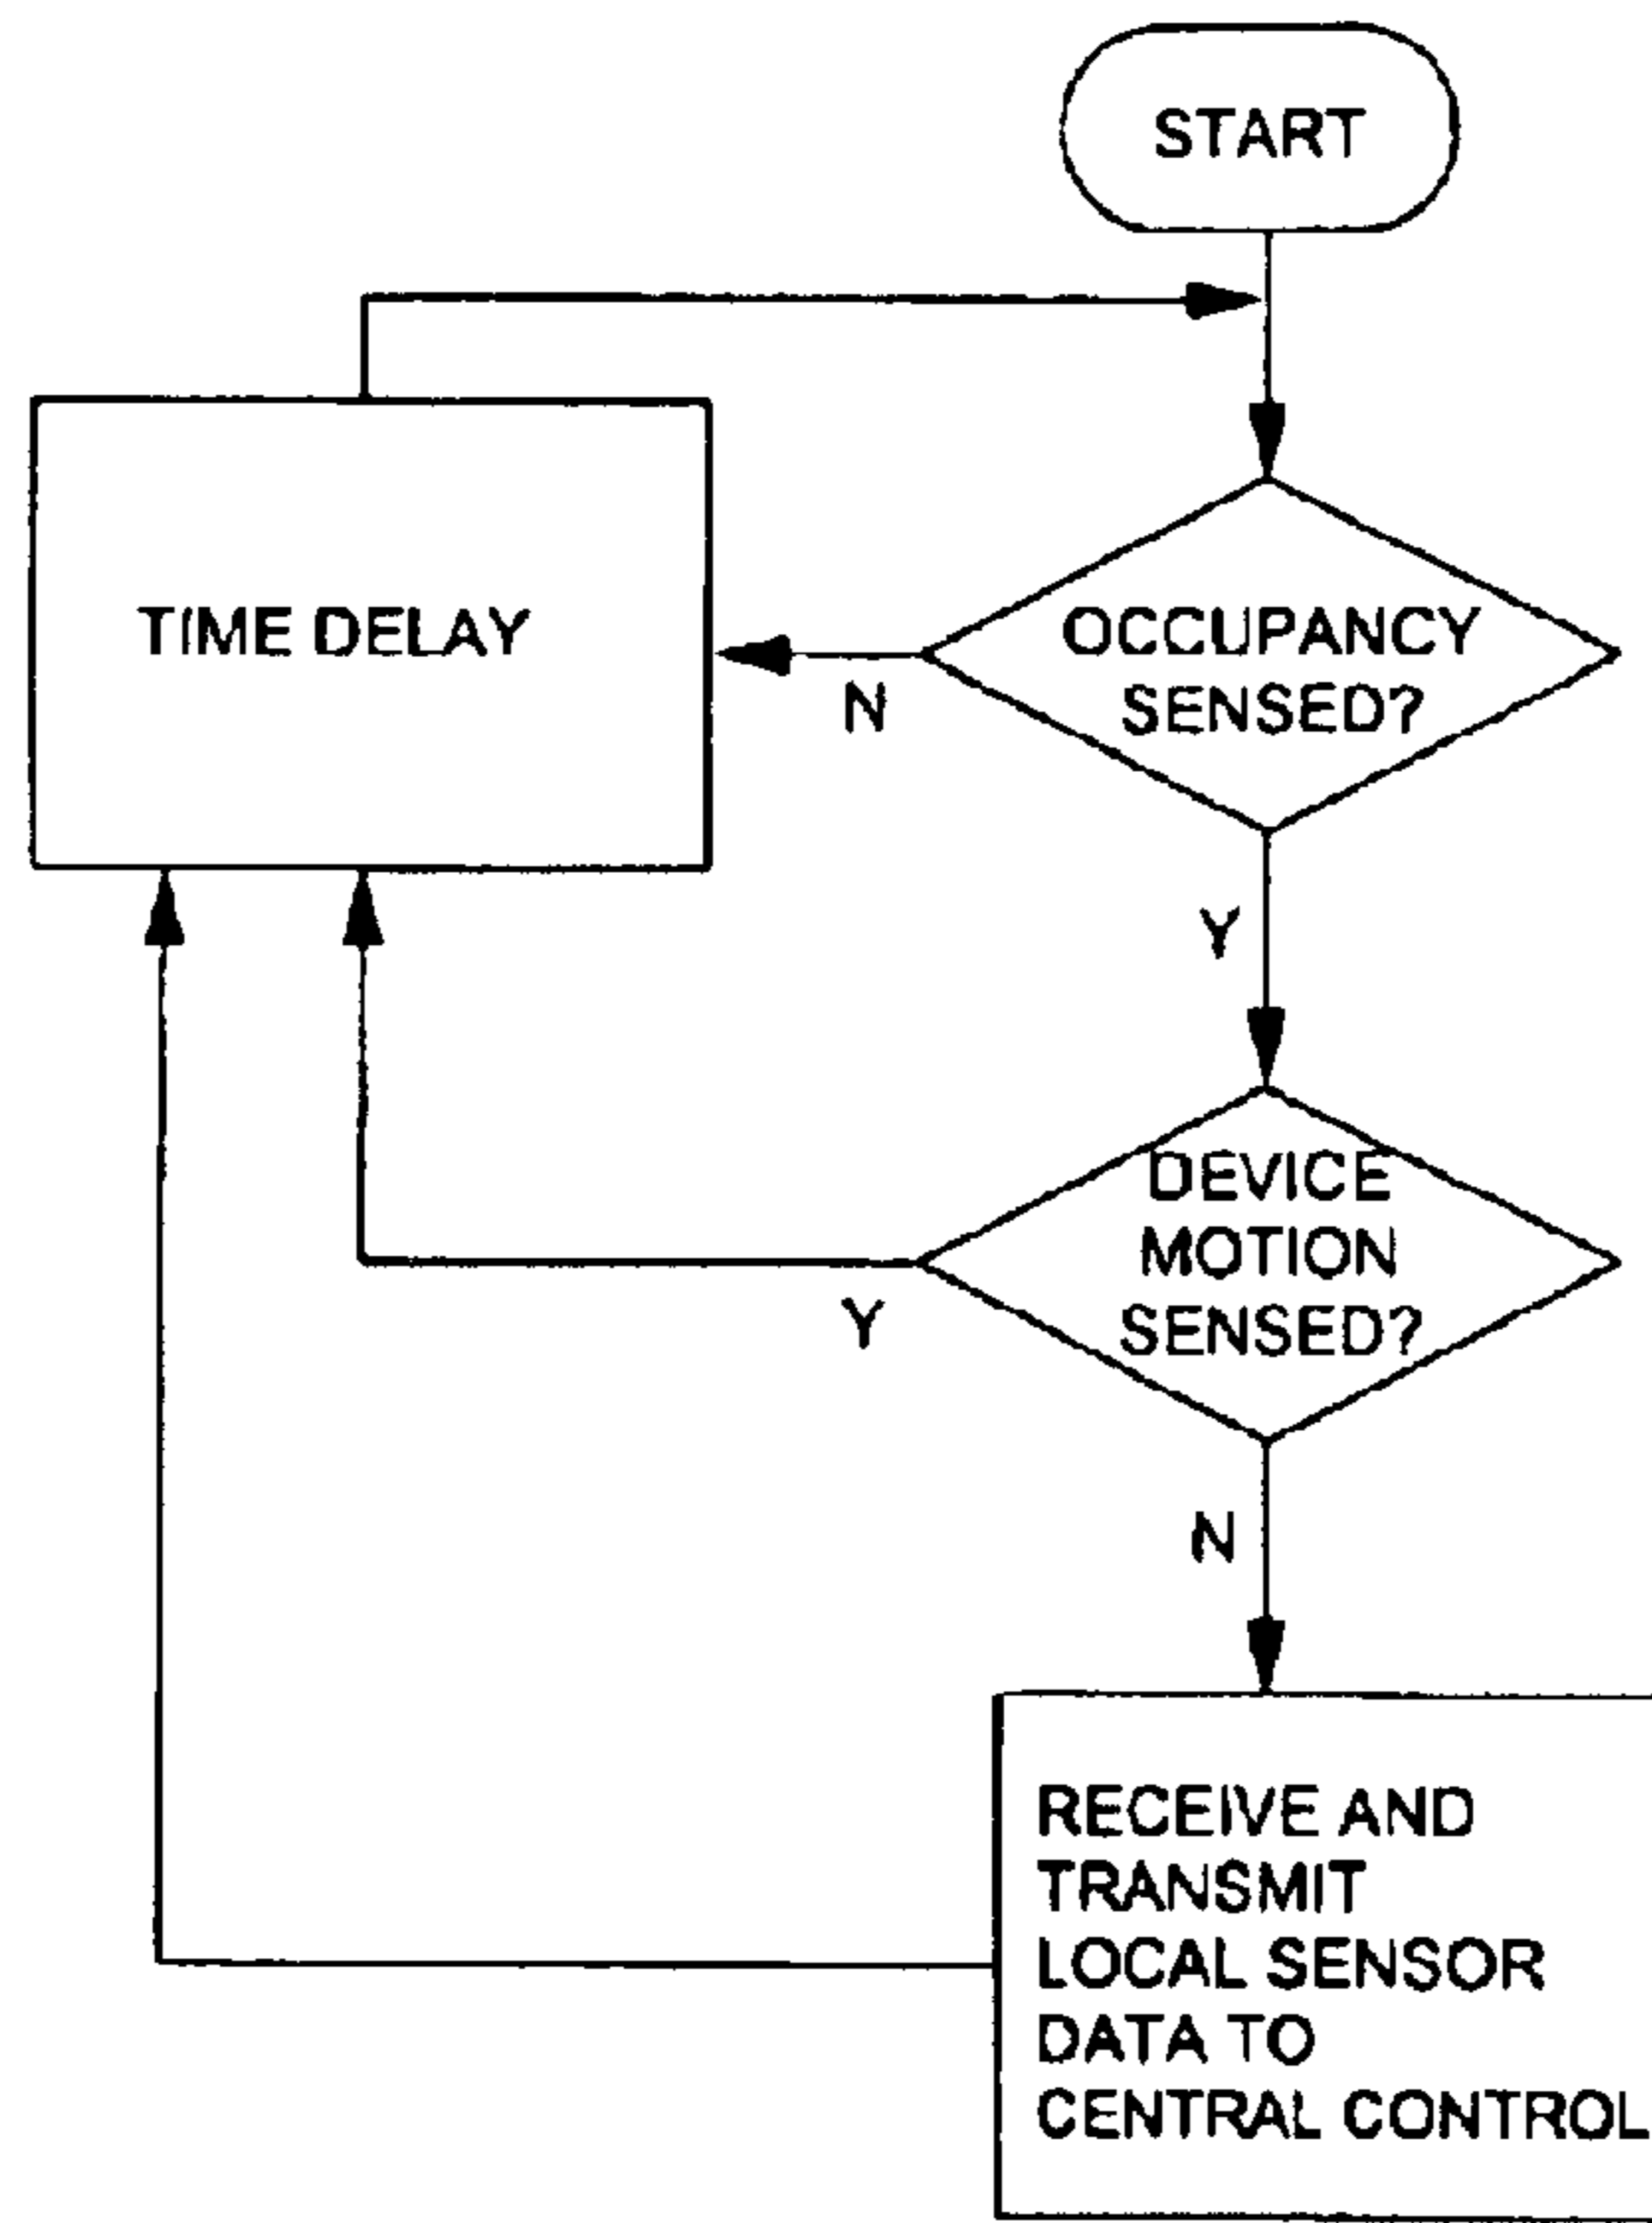 START
TIME DELAY
OCCUPANCY
SENSED?
N
Y
DEVICE
MOTION
SENSED?
Y
N
RECEIVE AND
TRANSMIT
LOCAL SENSOR
DATA TO
CENTRAL CONTROL